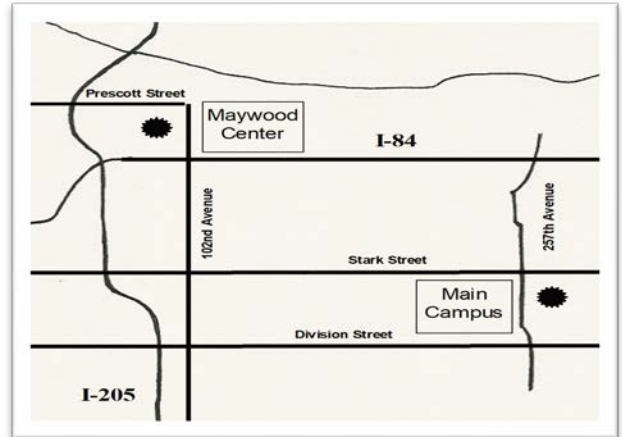 Prescott Street
Maywood
Center
I-84
102nd Avenue
257th Avenue
Stark Street
Main
Campus
Division Street
I-205